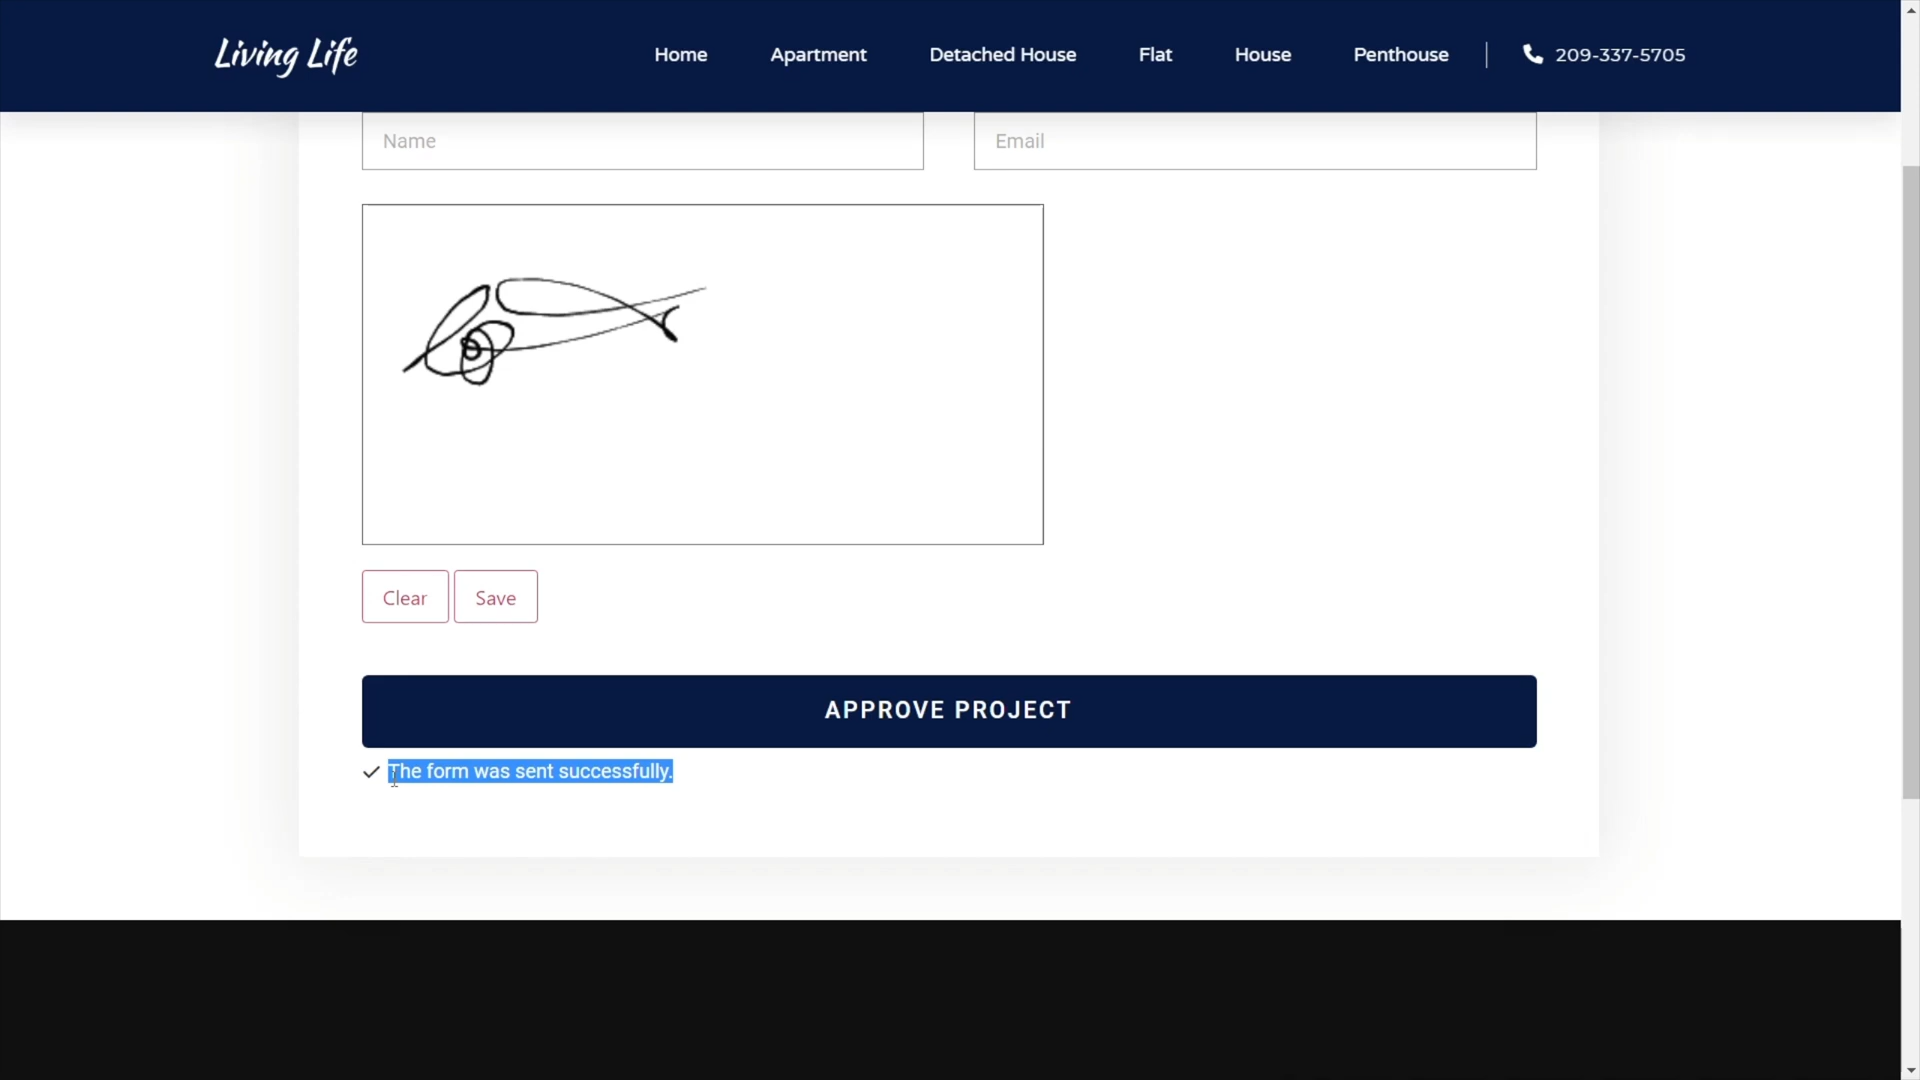 Living Life
Home
Apartment
Detached House
Flat
House
Penthouse
209-337-5705
Name
Email
Clear
Save
APPROVE PROJECT
The form was sent successfully.